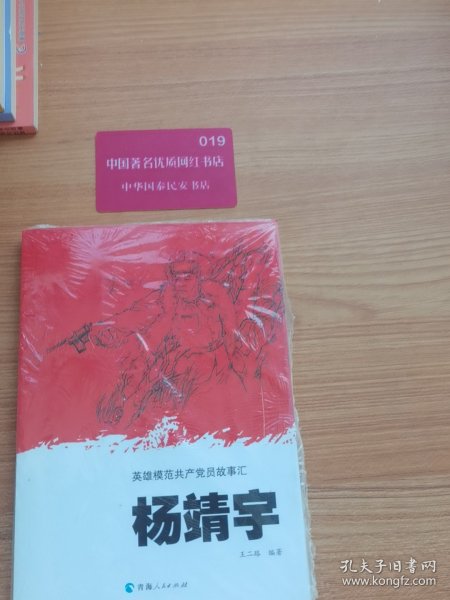 019
中国著名优质网红书店
中华国泰民安书店
英雄模范共产党员故事汇
杨靖宇
王二路 编著
青海人民出版社
孔夫子旧书网
www.kongfz.com